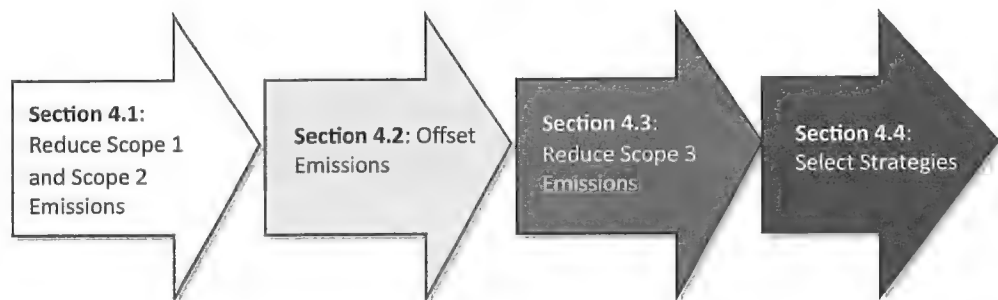 Section 4.1:
Reduce Scope 1
and Scope 2
Emissions
Section 4.2: Offset
Emissions
Section 4.3:
Reduce Scope 3
Emissions
Section 4.4:
Select Strategies